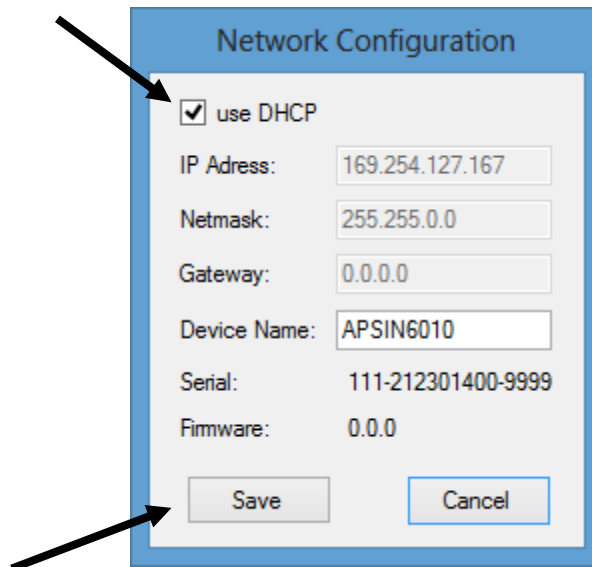 Network Configuration
use DHCP
IP Adress: 169.254.127.167
Netmask: 255.255.0.0
Gateway: 0.0.0.0
Device Name: APSIN6010
Serial: 111-212301400-9999
Firmware: 0.0.0
Save Cancel